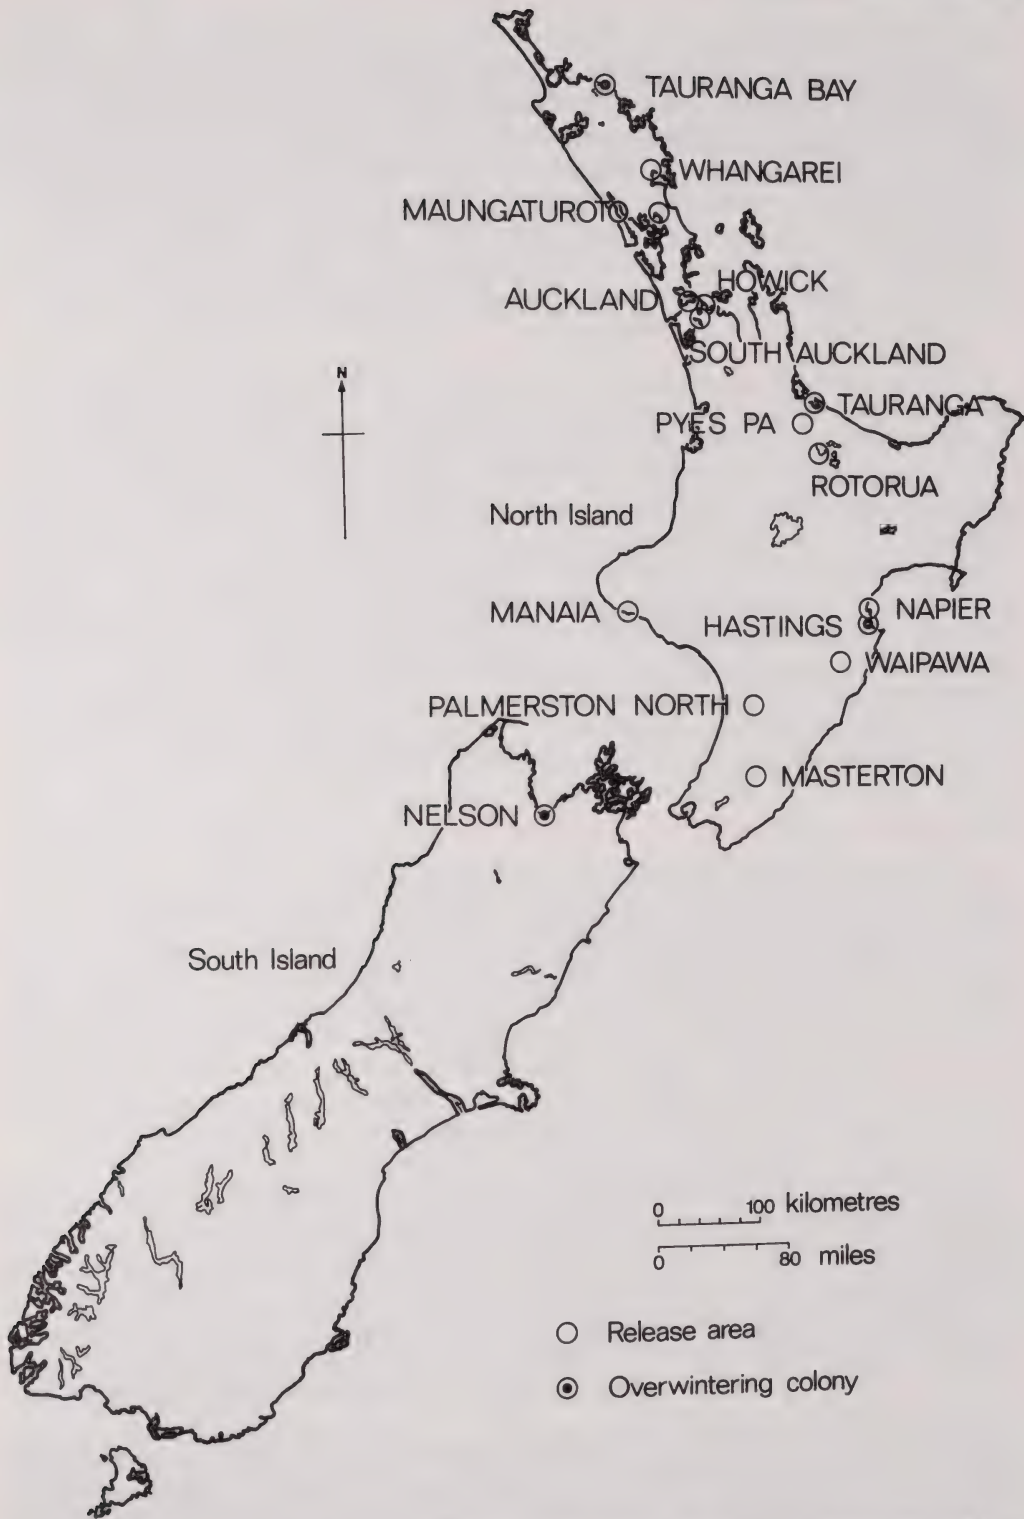 TAURANGA BAY
WHANGAREI
MAUNGATUROTO
HOWICK
AUCKLAND
SOUTH AUCKLAND
N
TAURANGA
PYES PA
ROTORUA
North Island
MANAIA
NAPIER
HASTINGS
WAIPAWA
PALMERSTON NORTH
MASTERTON
NELSON
South Island
0 100 kilometres
0 80 miles
Release area
Overwintering colony